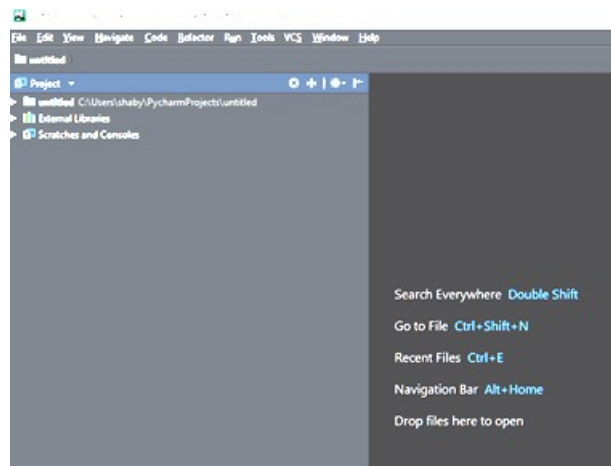 File Edit View Navigate Code Refactor Run Tools VCS Window Help
untitled
Project
untitled C:\Users\shaby\PycharmProjects\untitled
External Libraries
Scratches and Consoles
Search Everywhere Double Shift
Go to File Ctrl+Shift+N
Recent Files Ctrl+E
Navigation Bar Alt+Home
Drop files here to open